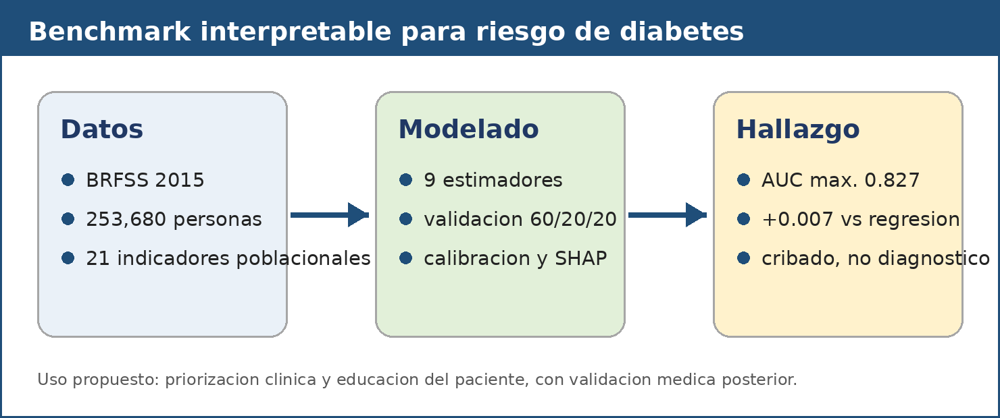 Benchmark interpretable para riesgo de diabetes
Datos
BRFSS 2015
253,680 personas
21 indicadores poblacionales
Modelado
9 estimadores
validacion 60/20/20
calibracion y SHAP
Hallazgo
AUC max. 0.827
+0.007 vs regresion
cribado, no diagnostico
Uso propuesto: priorizacion clinica y educacion del paciente, con validacion medica posterior.